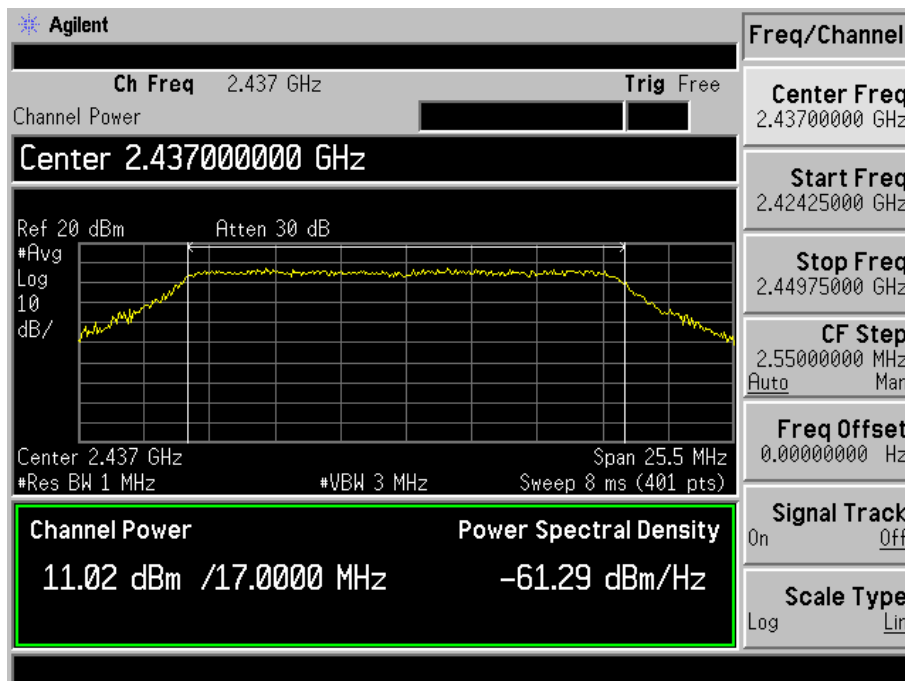 Agilent
Freq/Channel
Ch Freq 2.437 GHz Trig Free
Channel Power
Center 2.437000000 GHz
Ref 20 dBm Atten 30 dB
#Avg
Log
10
dB/
Center 2.437 GHz Span 25.5 MHz
#Res BW 1 MHz #VBW 3 MHz Sweep 8 ms (401 pts)
Channel Power Power Spectral Density
11.02 dBm /17.0000 MHz -61.29 dBm/Hz
Center Freq
2.43700000 GHz
Start Freq
2.42425000 GHz
Stop Freq
2.44975000 GHz
CF Step
2.55000000 MHz
Auto Man
Freq Offset
0.00000000 Hz
Signal Track
On Off
Scale Type
Log Lin